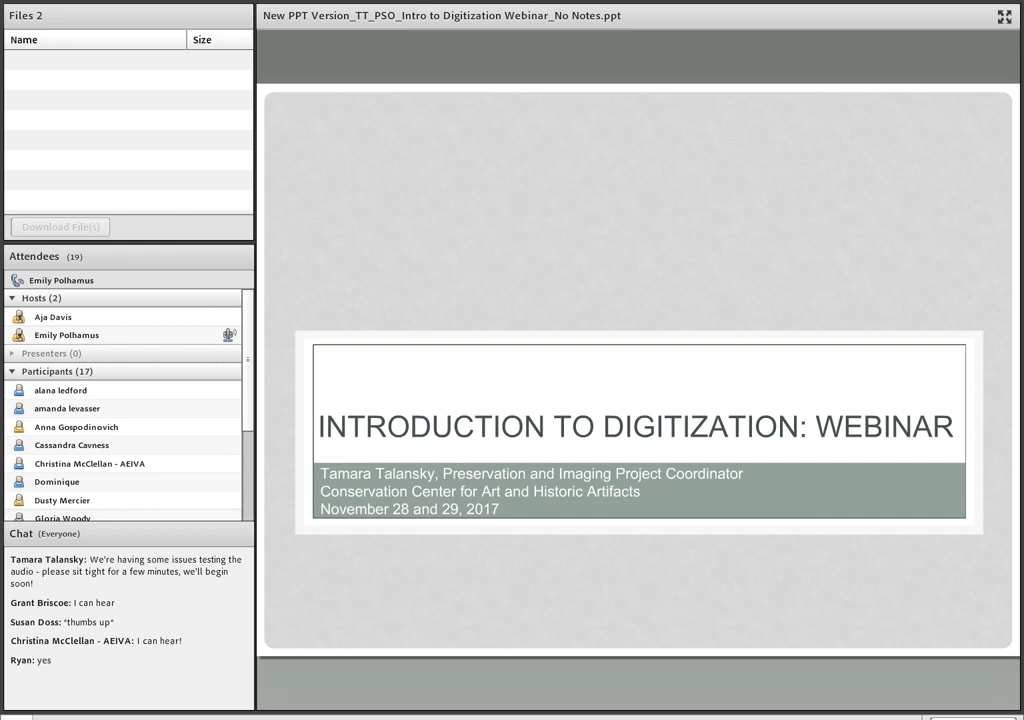 Files 2
Name Size
Download File(s)
Attendees (19)
Emily Polhamus
Hosts (2)
Aja Davis
Emily Polhamus
Presenters (0)
Participants (17)
alana ledford
amanda levasser
Anna Gospodinovich
Cassandra Cavness
Christina McClellan - AEIVA
Dominique
Dusty Mercier
Gloria Woody
Chat (Everyone)
Tamara Talansky: We're having some issues testing the
audio - please sit tight for a few minutes, we'll begin
soon!
Grant Briscoe: I can hear
Susan Doss: *thumbs up*
Christina McClellan - AEIVA: I can hear!
Ryan: yes
New PPT Version_TT_PSO_Intro to Digitization Webinar_No Notes.ppt
INTRODUCTION TO DIGITIZATION: WEBINAR
Tamara Talansky, Preservation and Imaging Project Coordinator
Conservation Center for Art and Historic Artifacts
November 28 and 29, 2017